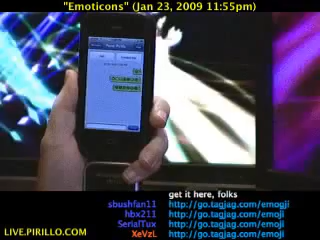 "Emoticons" (Jan 23, 2009 11:55pm)
get it here, folks
sbushfan11 http://go.tagjag.com/emogji
hbx211 http://go.tagjag.com/emoji
SerialTux http://go.tagjag.com/emoji
XeVzL http://go.tagjag.com/emoji
LIVE.PIRILLO.COM